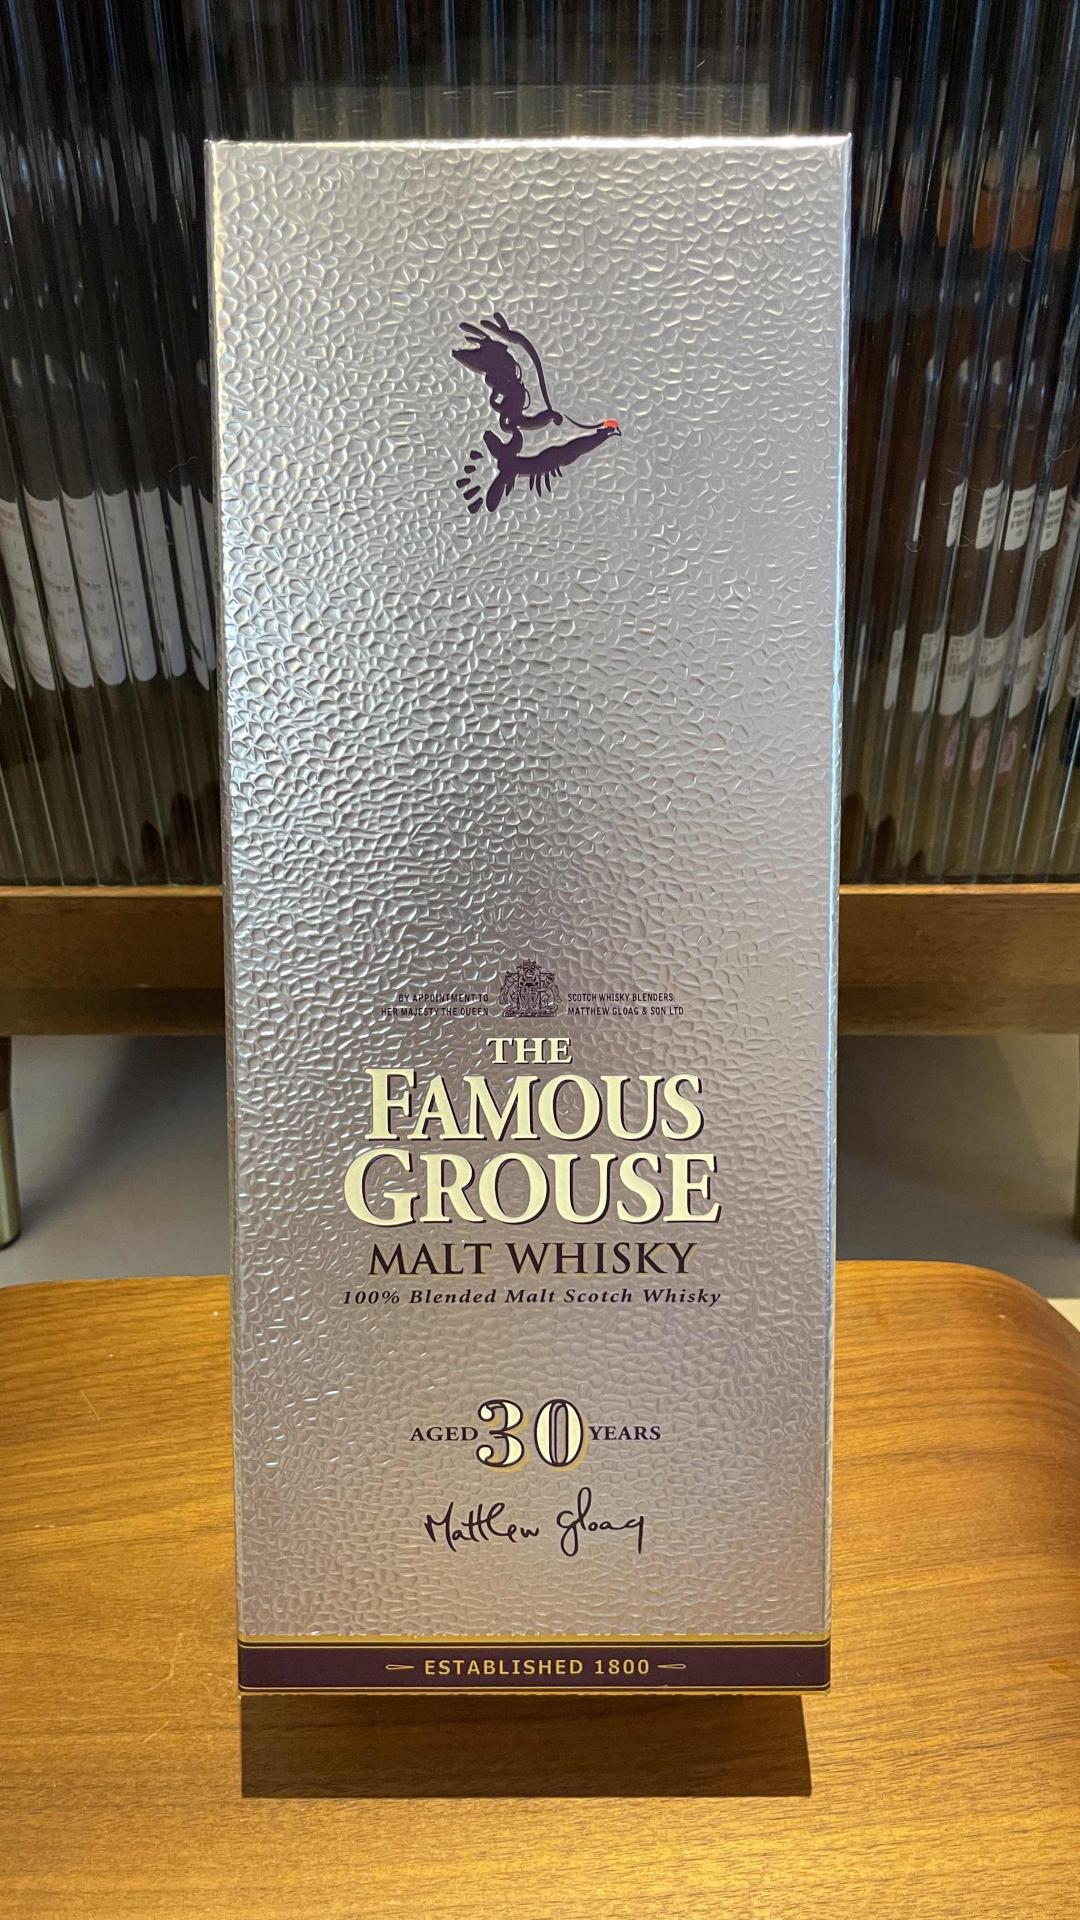 BY APPOINTMENT TO
HER MAJESTY THE QUEEN
SCOTCH WHISKY BLENDERS
MATTHEW GLOAG & SON LTD
THE
FAMOUS
GROUSE
MALT WHISKY
100% Blended Malt Scotch Whisky
AGED 30 YEARS
Matthew Gloag
ESTABLISHED 1800